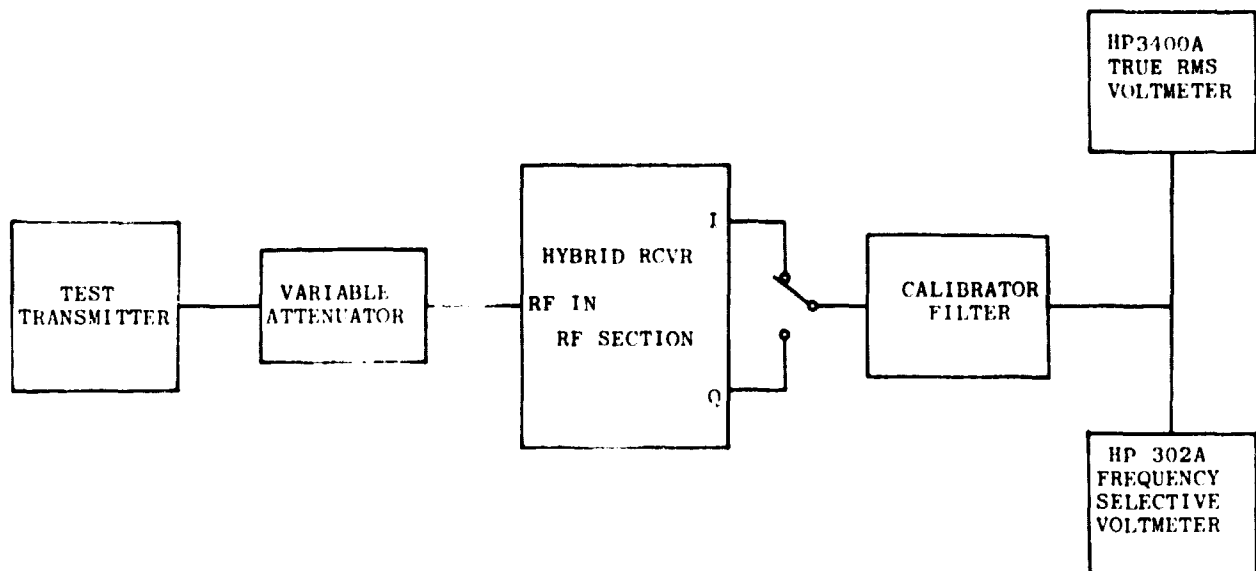 HP3400A
TRUE RMS
VOLTMETER
I
HYBRID RCVR
TEST
TRANSMITTER
VARIABLE
ATTENUATOR
RF IN
RF SECTION
CALIBRATOR
FILTER
Q
HP 302A
FREQUENCY
SELECTIVE
VOLTMETER